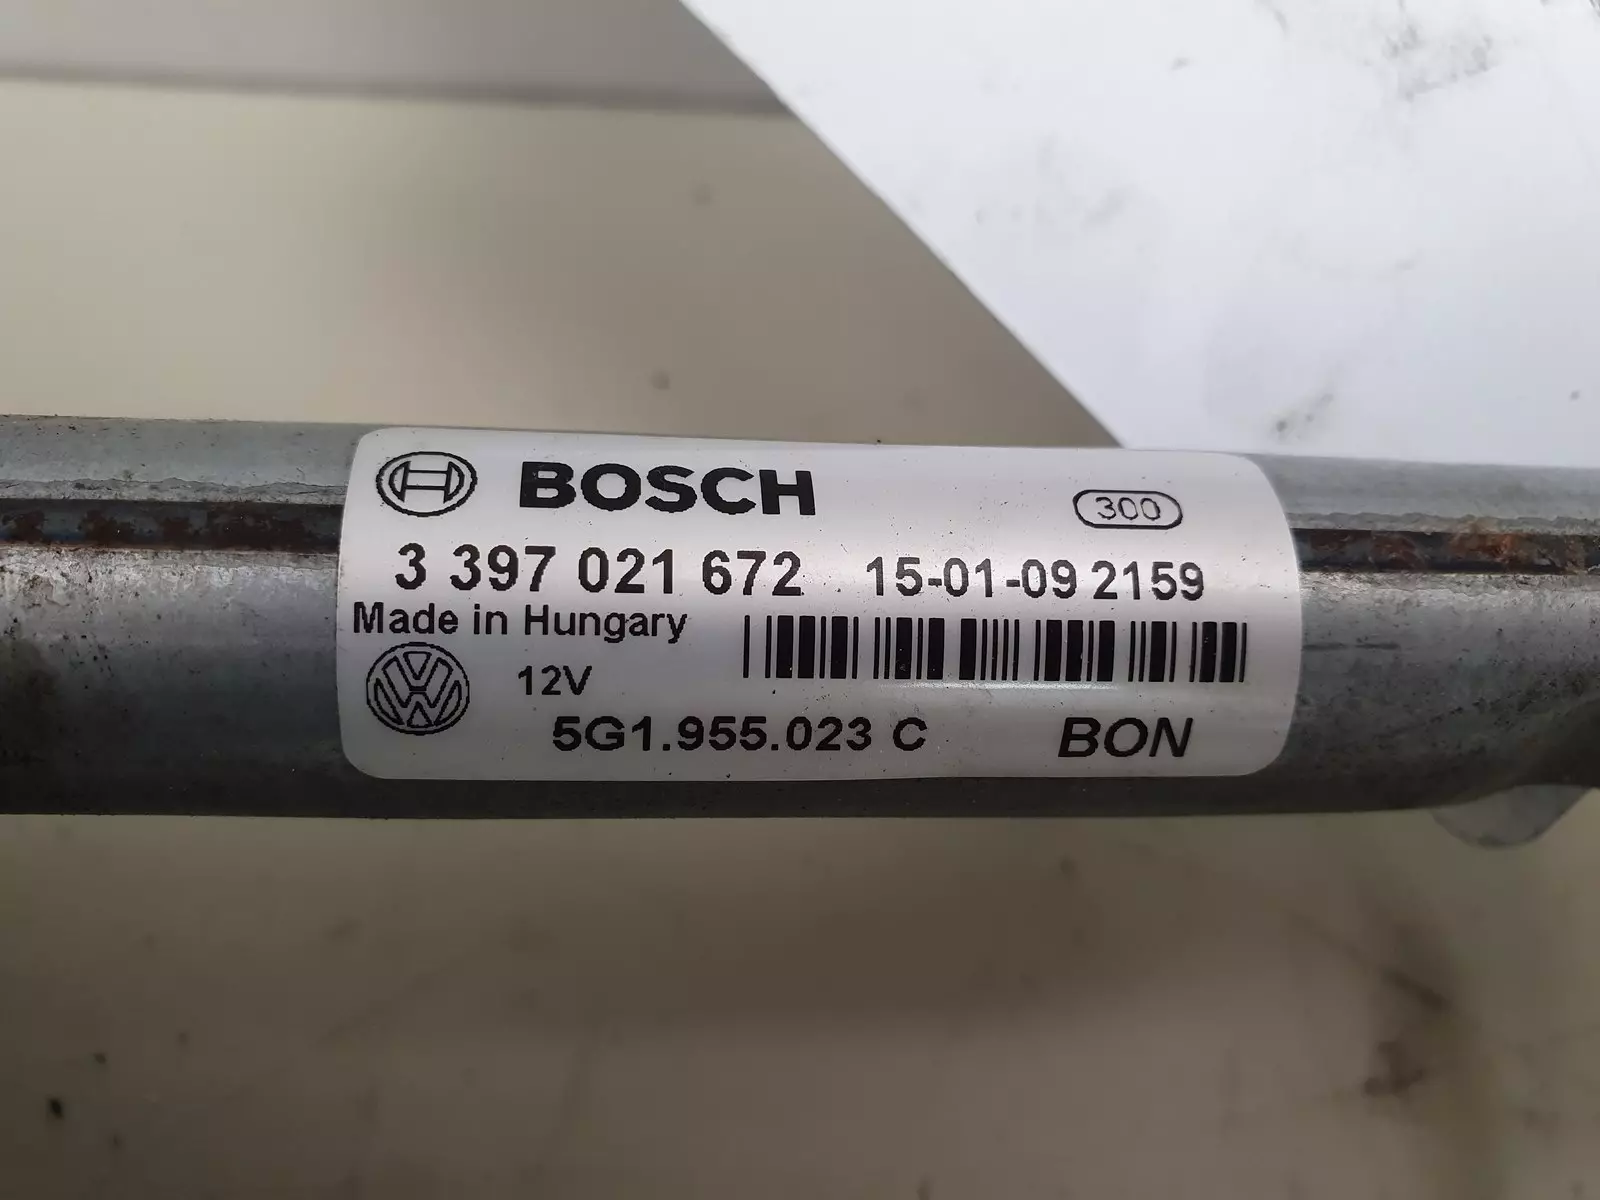 BOSCH 300
3 397 021 672 15-01-09 2159
Made in Hungary
12V
5G1.955.023 C BON